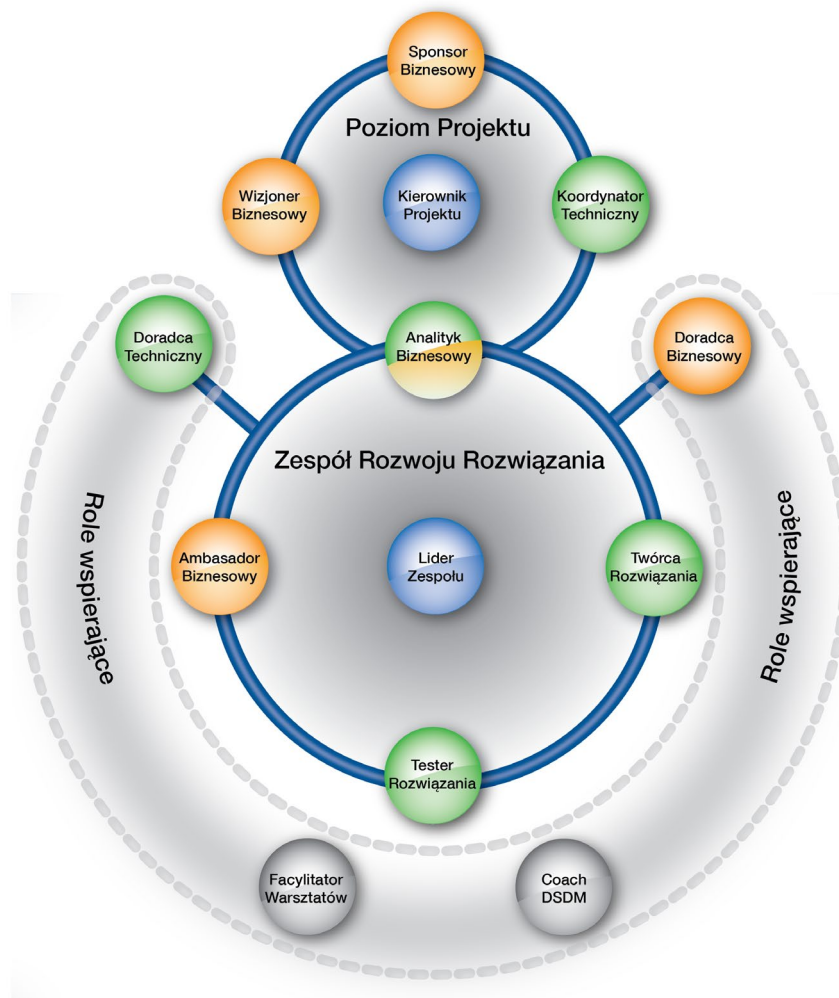 Sponsor
Biznesowy
Poziom Projektu
Wizjoner
Biznesowy
Kierownik
Projektu
Koordynator
Techniczny
Doradca
Techniczny
Analityk
Biznesowy
Doradca
Biznesowy
Zespół Rozwoju Rozwiązania
Role wspierające
Ambasador
Biznesowy
Lider
Zespołu
Twórca
Rozwiązania
Role wspierające
Tester
Rozwiązania
Facylitator
Warsztatów
Coach
DSDM